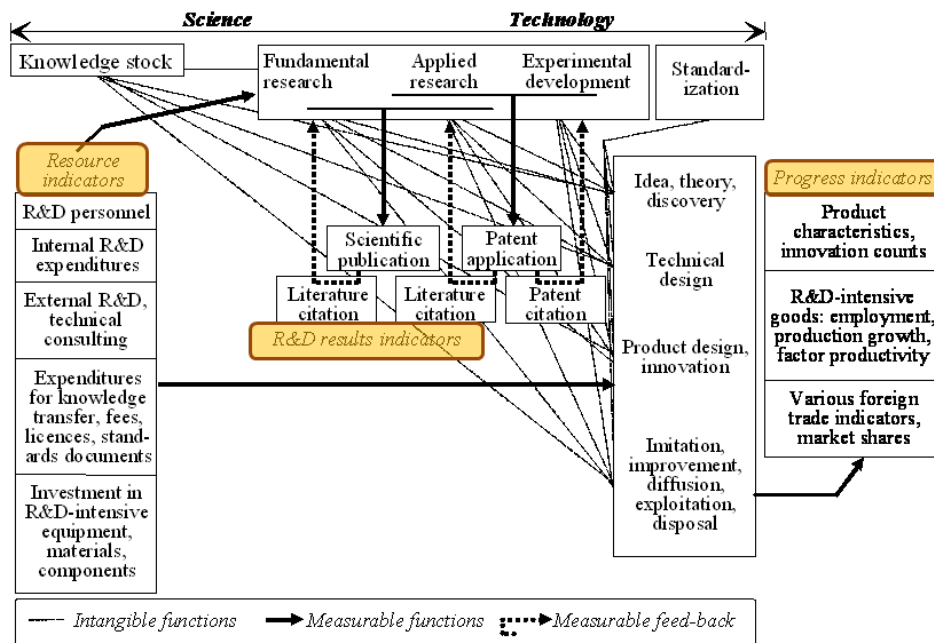 Science
Technology
Knowledge stock
Fundamental
research
Applied
research
Experimental
development
Standard-
ization
Resource
indicators
R&D personnel
Internal R&D
expenditures
External R&D,
technical
consulting
Expenditures
for knowledge
transfer, fees,
licences, stand-
ards documents
Investment in
R&D-intensive
equipment,
materials,
components
Scientific
publication
Patent
application
Literature
citation
Literature
citation
Patent
citation
R&D results indicators
Idea, theory,
discovery
Technical
design
Product design,
innovation
Imitation,
improvement,
diffusion,
exploitation,
disposal
Progress indicators
Product
characteristics,
innovation counts
R&D-intensive
goods: employment,
production growth,
factor productivity
Various foreign
trade indicators,
market shares
Intangible functions
Measurable functions
Measurable feed-back